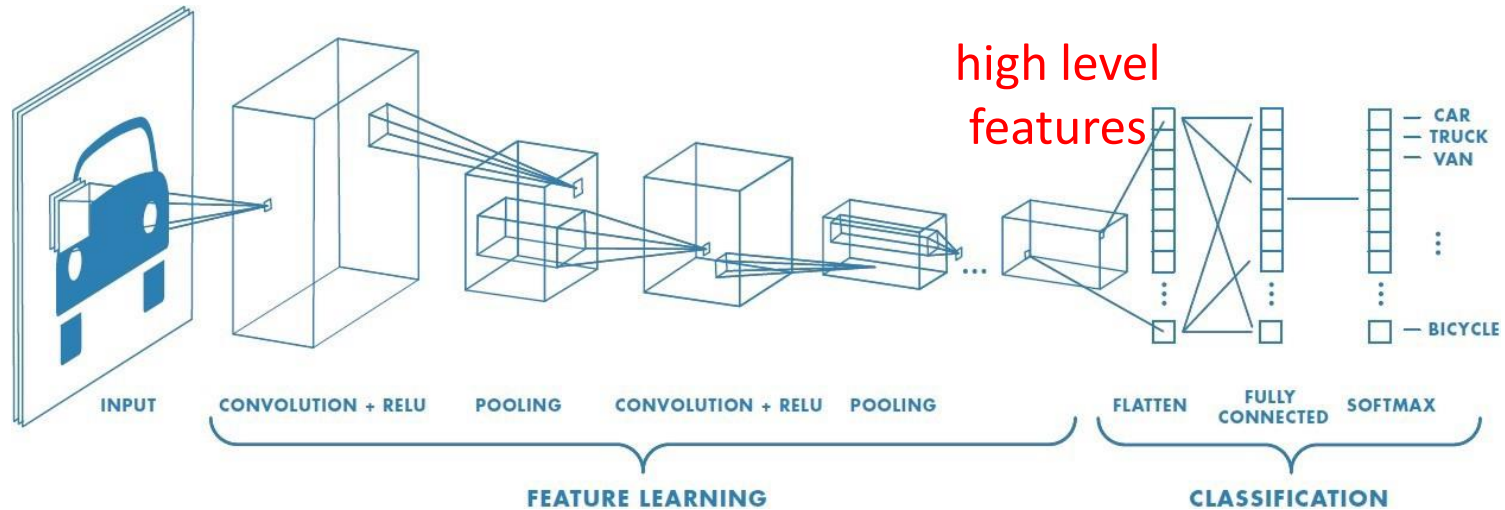 high level
features
CAR
TRUCK
VAN
BICYCLE
INPUT
CONVOLUTION + RELU
POOLING
CONVOLUTION + RELU
POOLING
FLATTEN
FULLY
CONNECTED
SOFTMAX
FEATURE LEARNING
CLASSIFICATION